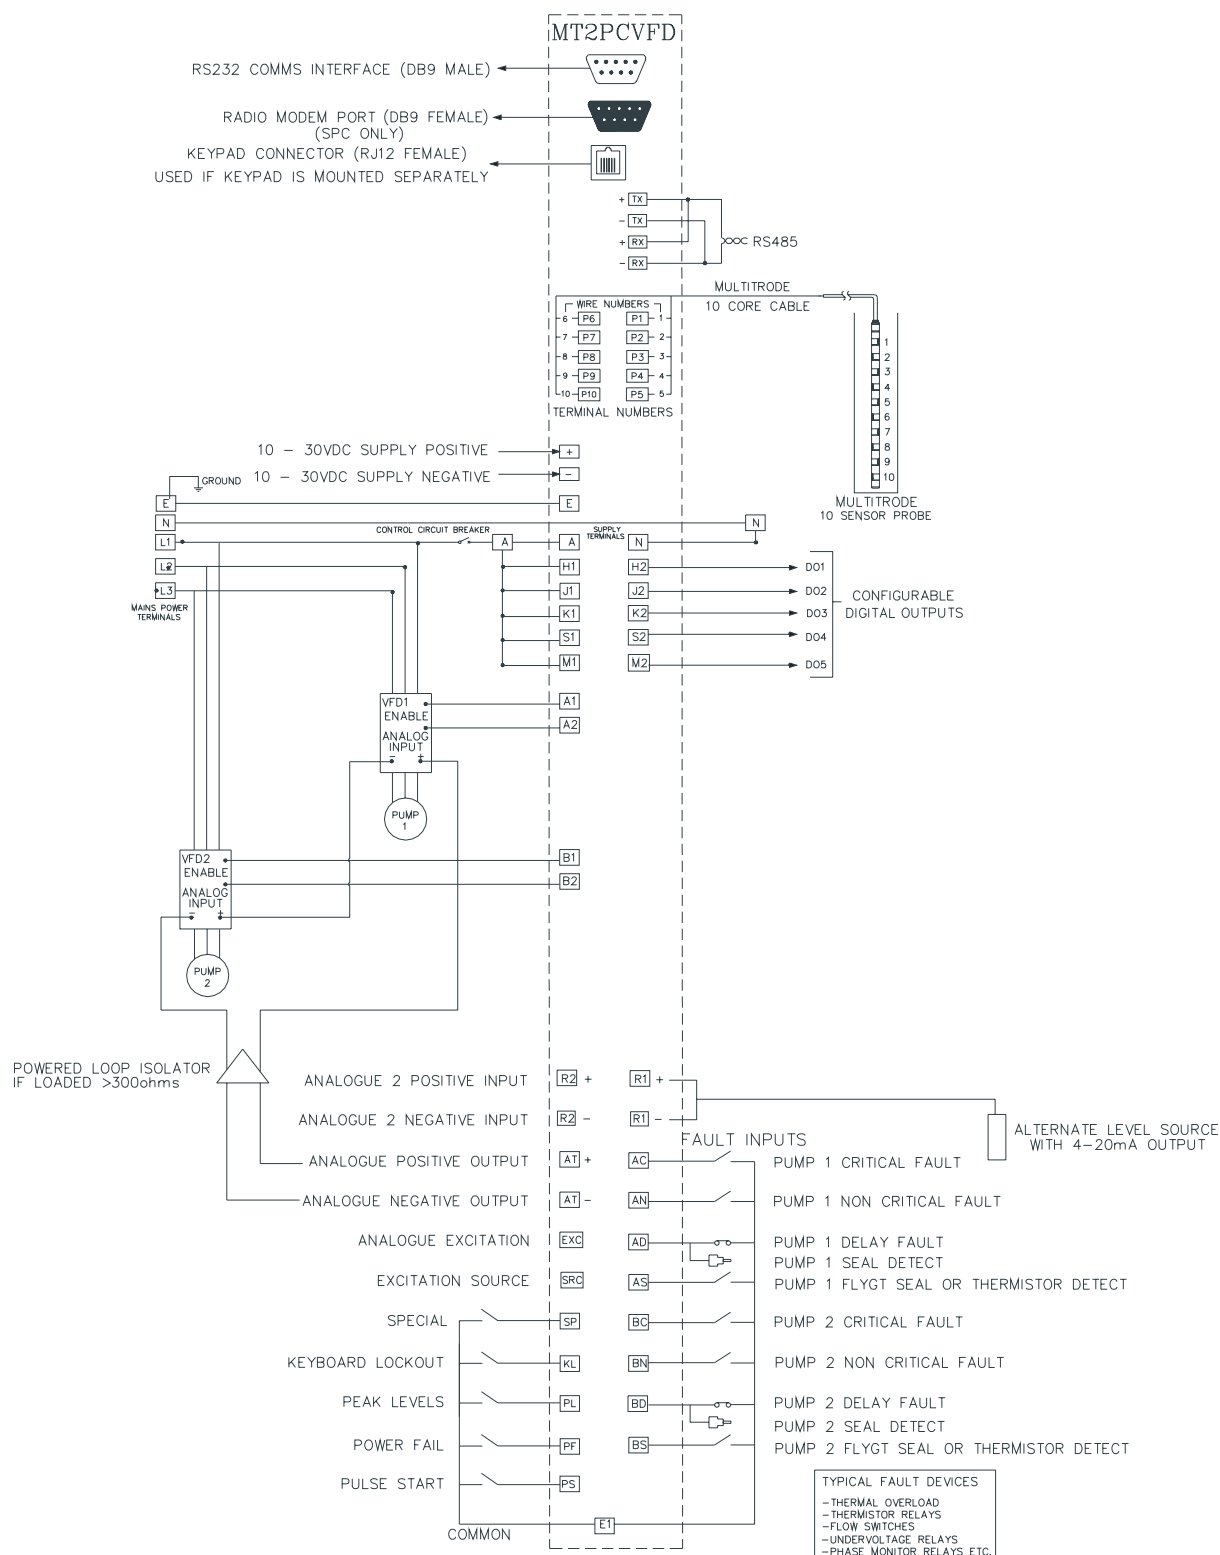 MT2PCVFD
RS232 COMMS INTERFACE (DB9 MALE)
RADIO MODEM PORT (DB9 FEMALE)
(SPC ONLY)
KEYPAD CONNECTOR (RJ12 FEMALE)
USED IF KEYPAD IS MOUNTED SEPARATELY
+ TX
- TX
+ RX
- RX
RS485
MULTITRODE
10 CORE CABLE
WIRE NUMBERS
6 P6 P1 1
7 P7 P2 2
8 P8 P3 3
9 P9 P4 4
10 P10 P5 5
TERMINAL NUMBERS
1
2
3
4
5
6
7
8
9
10
MULTITRODE
10 SENSOR PROBE
10 - 30VDC SUPPLY POSITIVE +
10 - 30VDC SUPPLY NEGATIVE -
GROUND
E E
N N
CONTROL CIRCUIT BREAKER
SUPPLY
TERMINALS
L1 A A N
L2 H1 H2 DO1
L3 J1 J2 DO2
K1 K2 DO3
S1 S2 DO4
M1 M2 DO5
MAINS POWER
TERMINALS
CONFIGURABLE
DIGITAL OUTPUTS
VFD1
ENABLE
ANALOG
INPUT
- +
A1
A2
PUMP
1
VFD2
ENABLE
ANALOG
INPUT
- +
B1
B2
PUMP
2
POWERED LOOP ISOLATOR
IF LOADED >300ohms
ANALOGUE 2 POSITIVE INPUT R2 + R1 +
ANALOGUE 2 NEGATIVE INPUT R2 - R1 -
ALTERNATE LEVEL SOURCE
WITH 4-20mA OUTPUT
FAULT INPUTS
ANALOGUE POSITIVE OUTPUT AT + AC PUMP 1 CRITICAL FAULT
ANALOGUE NEGATIVE OUTPUT AT - AN PUMP 1 NON CRITICAL FAULT
ANALOGUE EXCITATION EXC AD PUMP 1 DELAY FAULT
PUMP 1 SEAL DETECT
EXCITATION SOURCE SRC AS PUMP 1 FLYGT SEAL OR THERMISTOR DETECT
SPECIAL SP BC PUMP 2 CRITICAL FAULT
KEYBOARD LOCKOUT KL BN PUMP 2 NON CRITICAL FAULT
PEAK LEVELS PL BD PUMP 2 DELAY FAULT
PUMP 2 SEAL DETECT
POWER FAIL PF BS PUMP 2 FLYGT SEAL OR THERMISTOR DETECT
PULSE START PS
COMMON E1
TYPICAL FAULT DEVICES
-THERMAL OVERLOAD
-THERMISTOR RELAYS
-FLOW SWITCHES
-UNDERVOLTAGE RELAYS
-PHASE MONITOR RELAYS ETC.